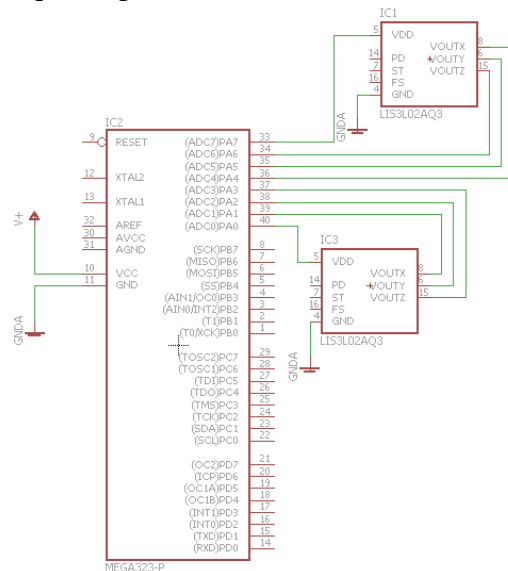 IC1
5 VDD VOUTX 8
14 PD VOUTY 6
7 ST VOUTZ 15
16 FS
4 GND
LIS3L02AQ3
GNDA
IC2
9 RESET (ADC7)PA7 33
(ADC6)PA6 34
(ADC5)PA5 35
12 XTAL2 (ADC4)PA4 36
(ADC3)PA3 37
13 XTAL1 (ADC2)PA2 38
(ADC1)PA1 39
32 AREF (ADC0)PA0 40
30 AVCC
31 AGND (SCK)PB7 8
(MISO)PB6 7
V+
10 VCC (MOSI)PB5 6
11 GND (SS)PB4 5
(AIN1/OC0)PB3 4
(AIN0/INT2)PB2 3
(T1)PB1 2
(T0/XCK)PB0 1
GNDA
(TOSC2)PC7 29
(TOSC1)PC6 28
(TDI)PC5 27
(TDO)PC4 26
(TMS)PC3 25
(TCK)PC2 24
(SDA)PC1 23
(SCL)PC0 22
(OC2)PD7 21
(ICP)PD6 20
(OC1A)PD5 19
(OC1B)PD4 18
(INT1)PD3 17
(INT0)PD2 16
(TXD)PD1 15
(RXD)PD0 14
MEGA323-P
IC3
5 VDD
14 PD VOUTX 8
7 ST VOUTY 6
16 FS VOUTZ 15
4 GND
LIS3L02AQ3
GNDA